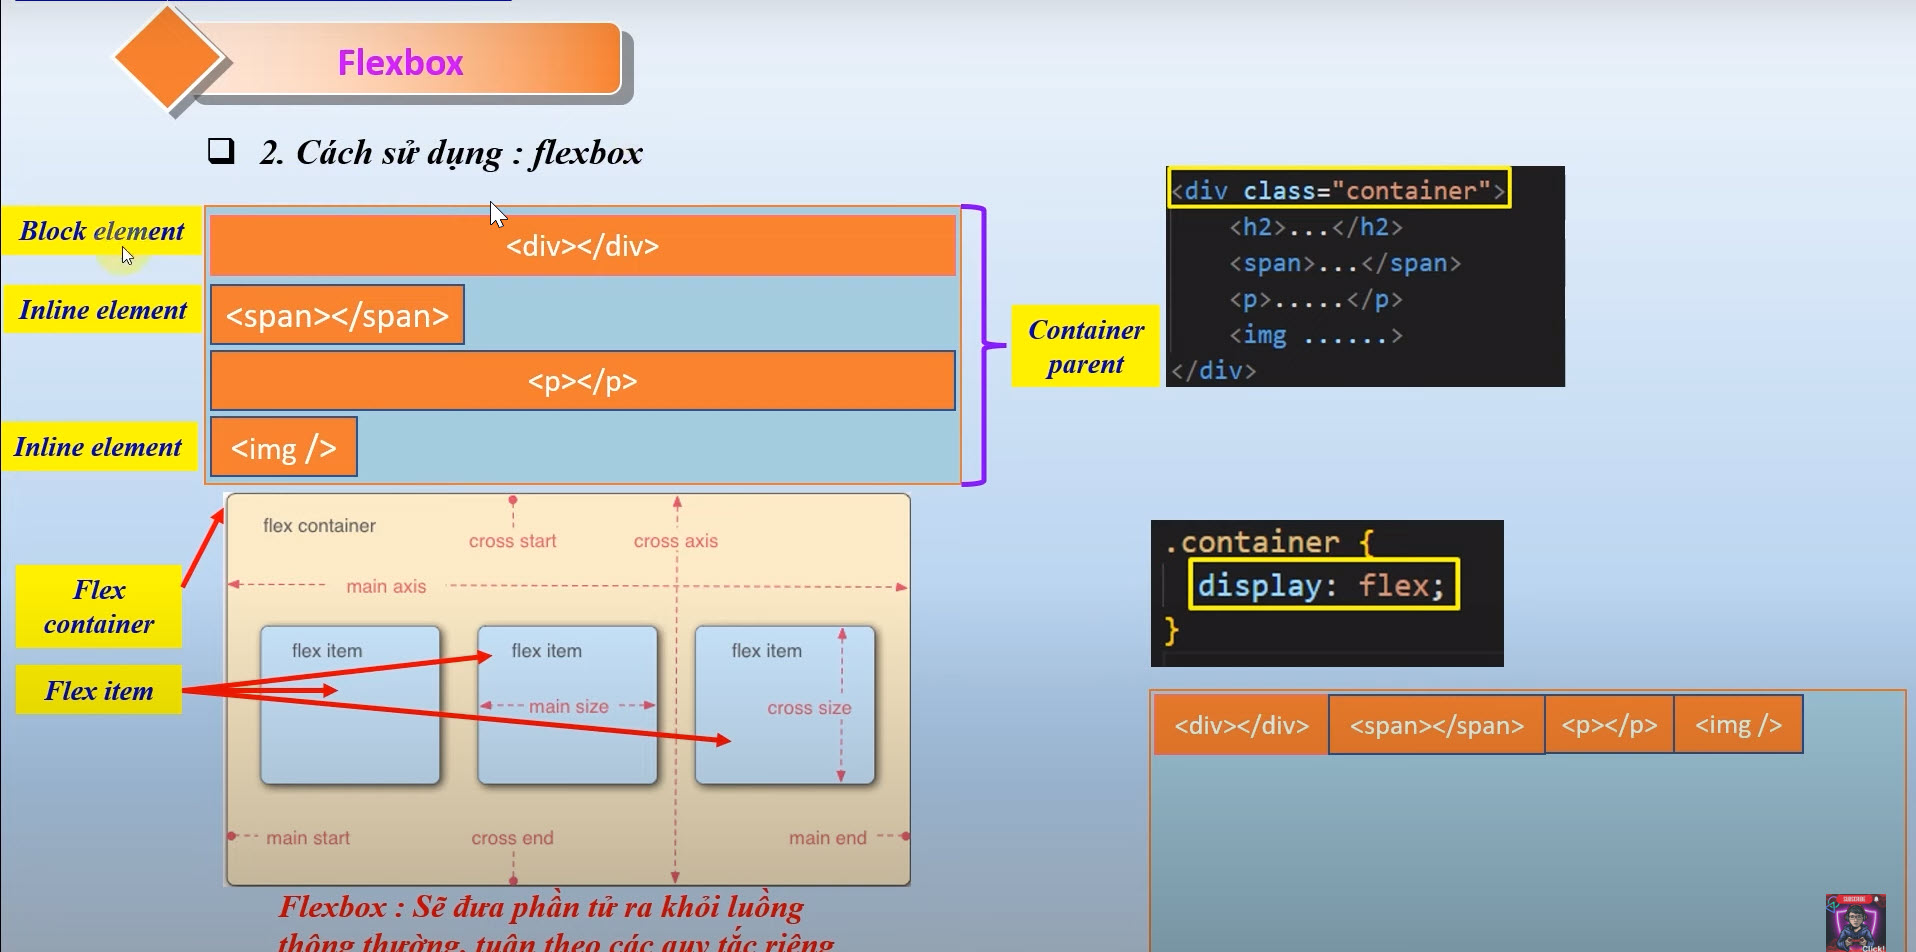 Flexbox
2. Cách sử dụng : flexbox
Block element
<div></div>
Inline element
<span></span>
<p></p>
Inline element
<img />
Container
parent
<div class="container">
<h2>...</h2>
<span>...</span>
<p>.....</p>
<img ......>
</div>
flex container
cross start
cross axis
main axis
Flex
container
flex item
flex item
flex item
Flex item
main size
cross size
main start
cross end
main end
Flexbox : Sẽ đưa phần tử ra khỏi luồng
thông thường, tuân theo các quy tắc riêng
.container {
display: flex;
}
<div></div>
<span></span>
<p></p>
<img />
SUBSCRIBE
Click!